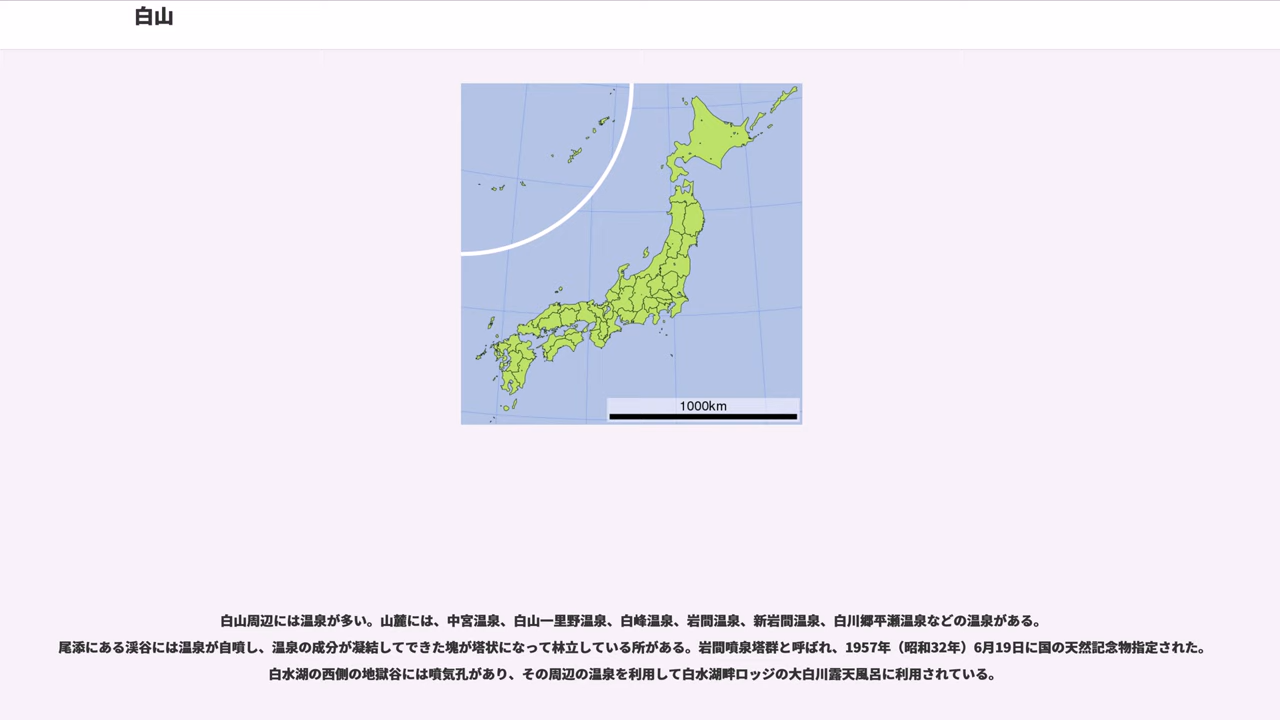 白山
1000km
白山周辺には温泉が多い。山麓には、中宮温泉、白山一里野温泉、白峰温泉、岩間温泉、新岩間温泉、白川郷平瀬温泉などの温泉がある。
尾添にある渓谷には温泉が自噴し、温泉の成分が凝結してできた塊が塔状になって林立している所がある。岩間噴泉塔群と呼ばれ、1957年（昭和32年）6月19日に国の天然記念物指定された。
白水湖の西側の地獄谷には噴気孔があり、その周辺の温泉を利用して白水湖畔ロッジの大白川露天風呂に利用されている。